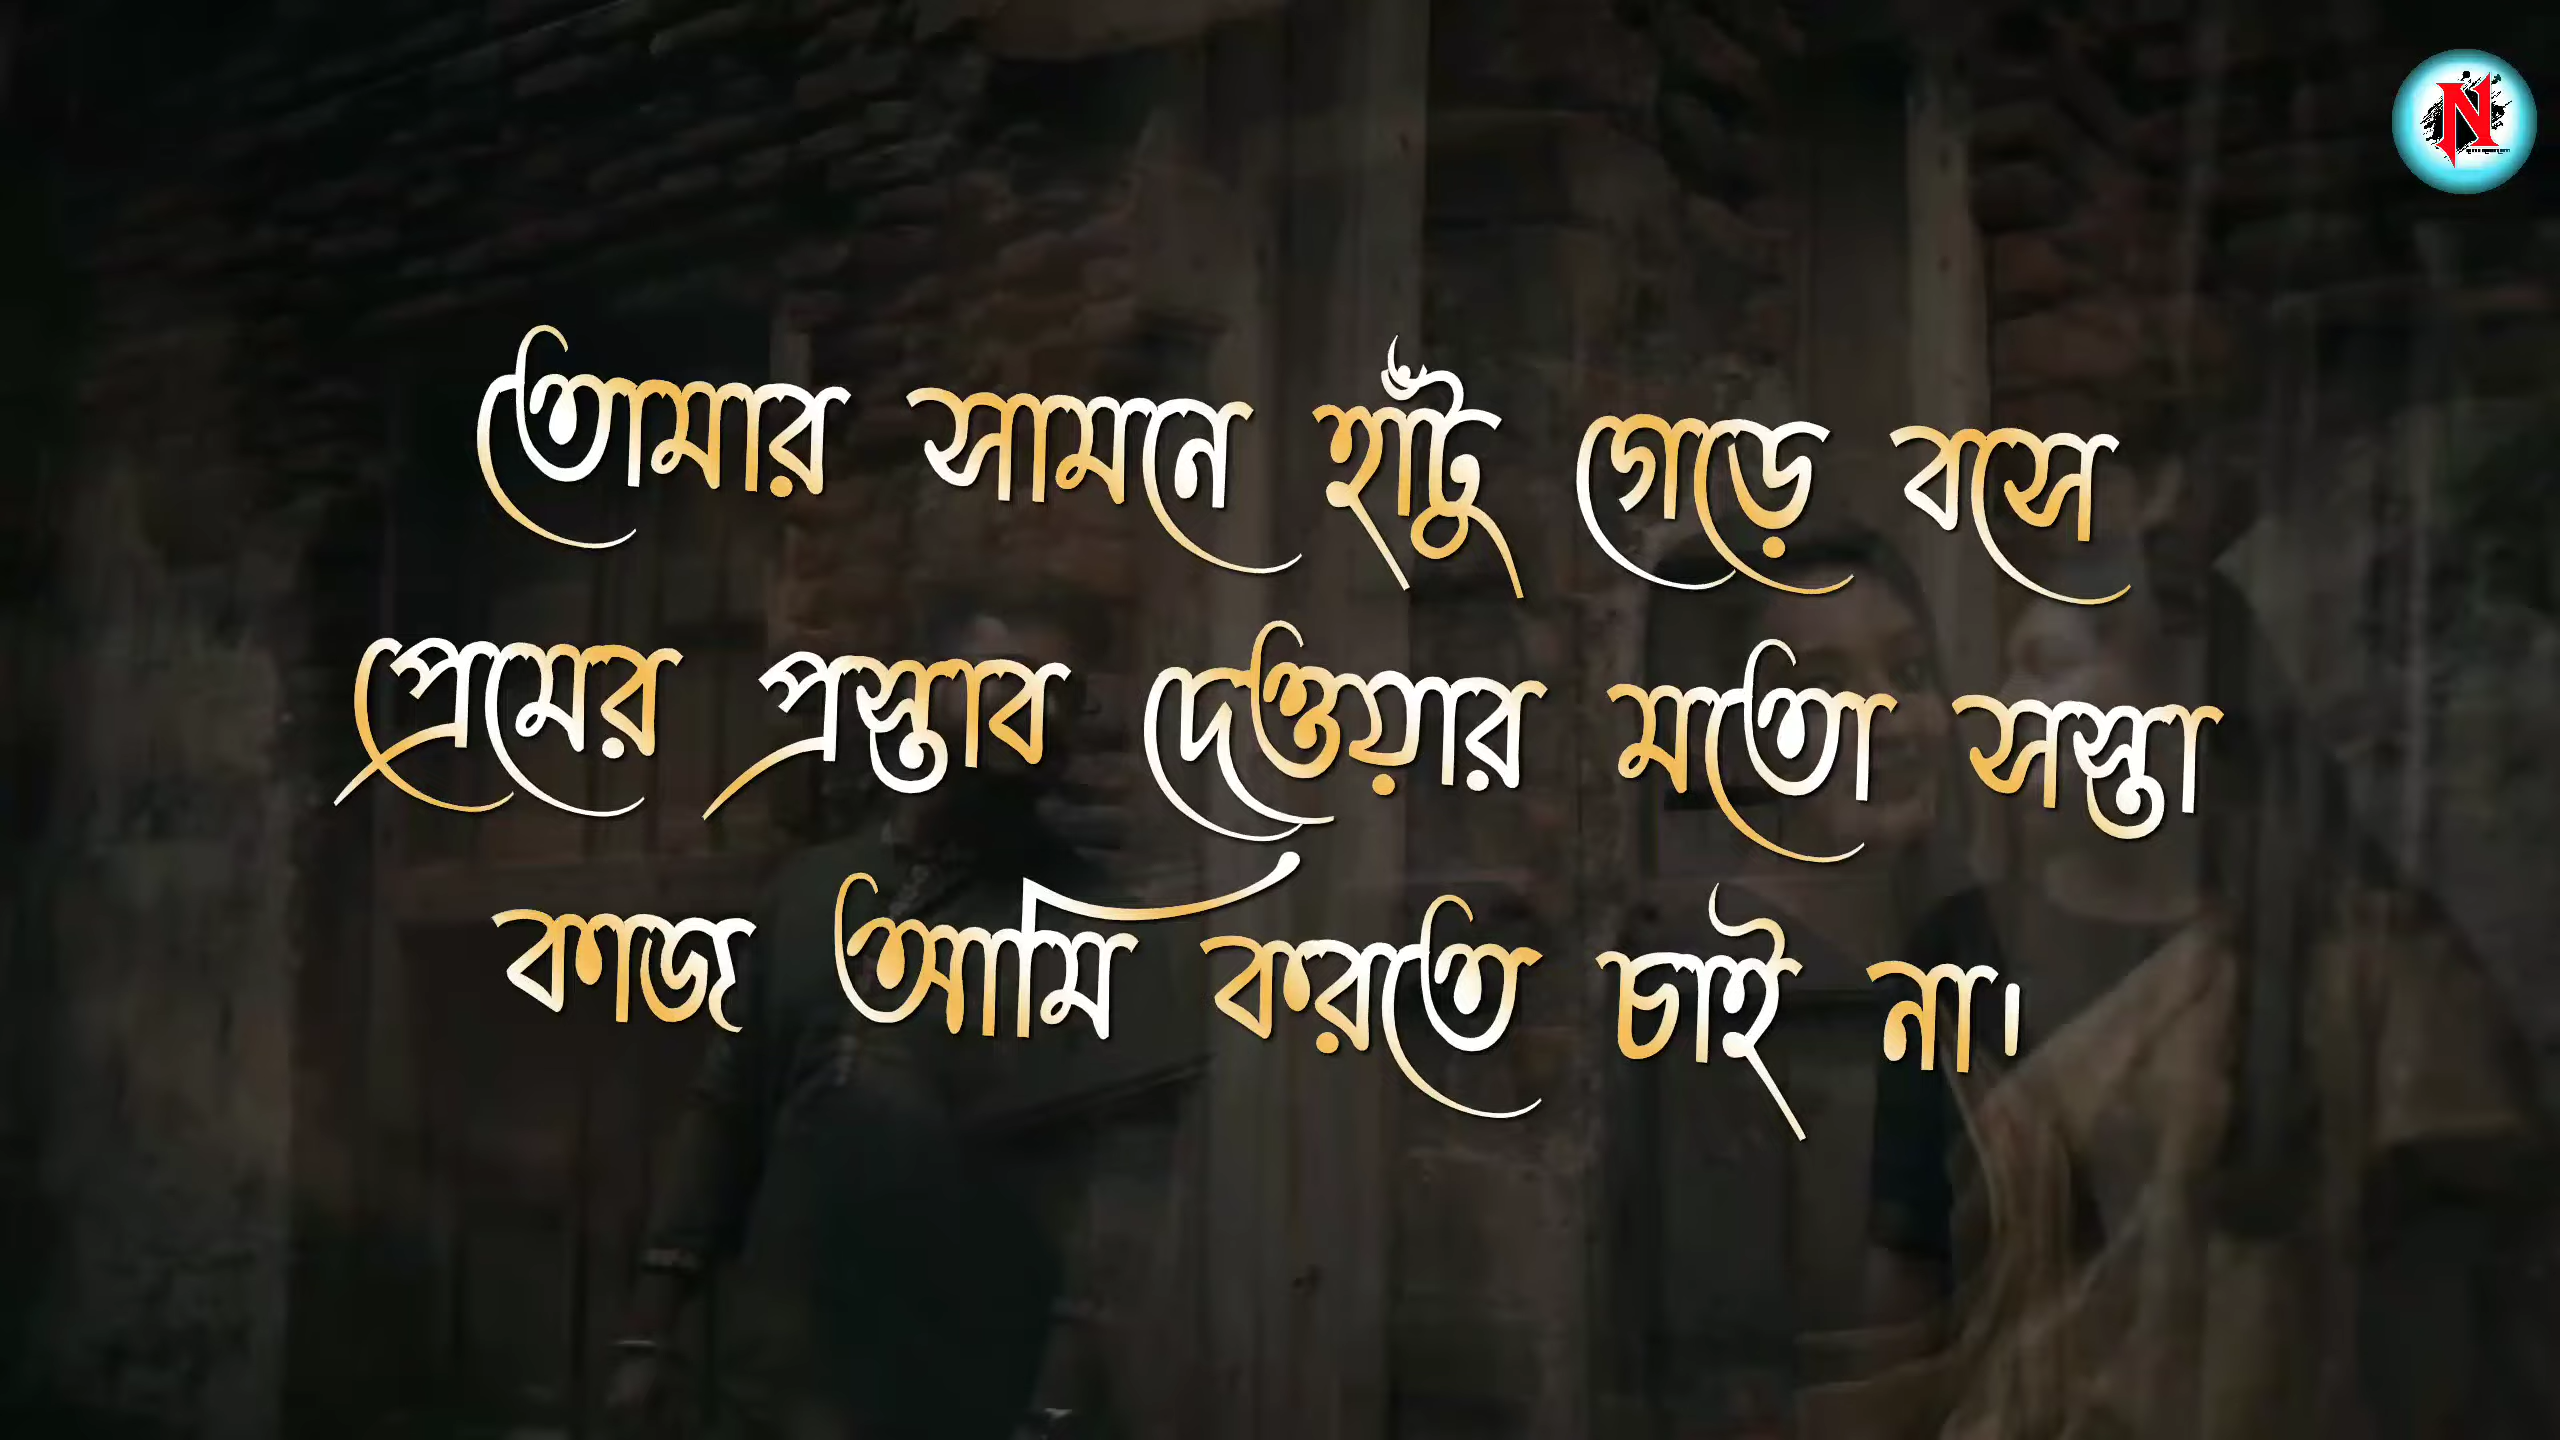 তোমার সামনে হাঁটু গেড়ে বসে
প্রেমের প্রস্তাব দেওয়ার মতো সস্তা
কাজ আমি করতে চাই না।
N